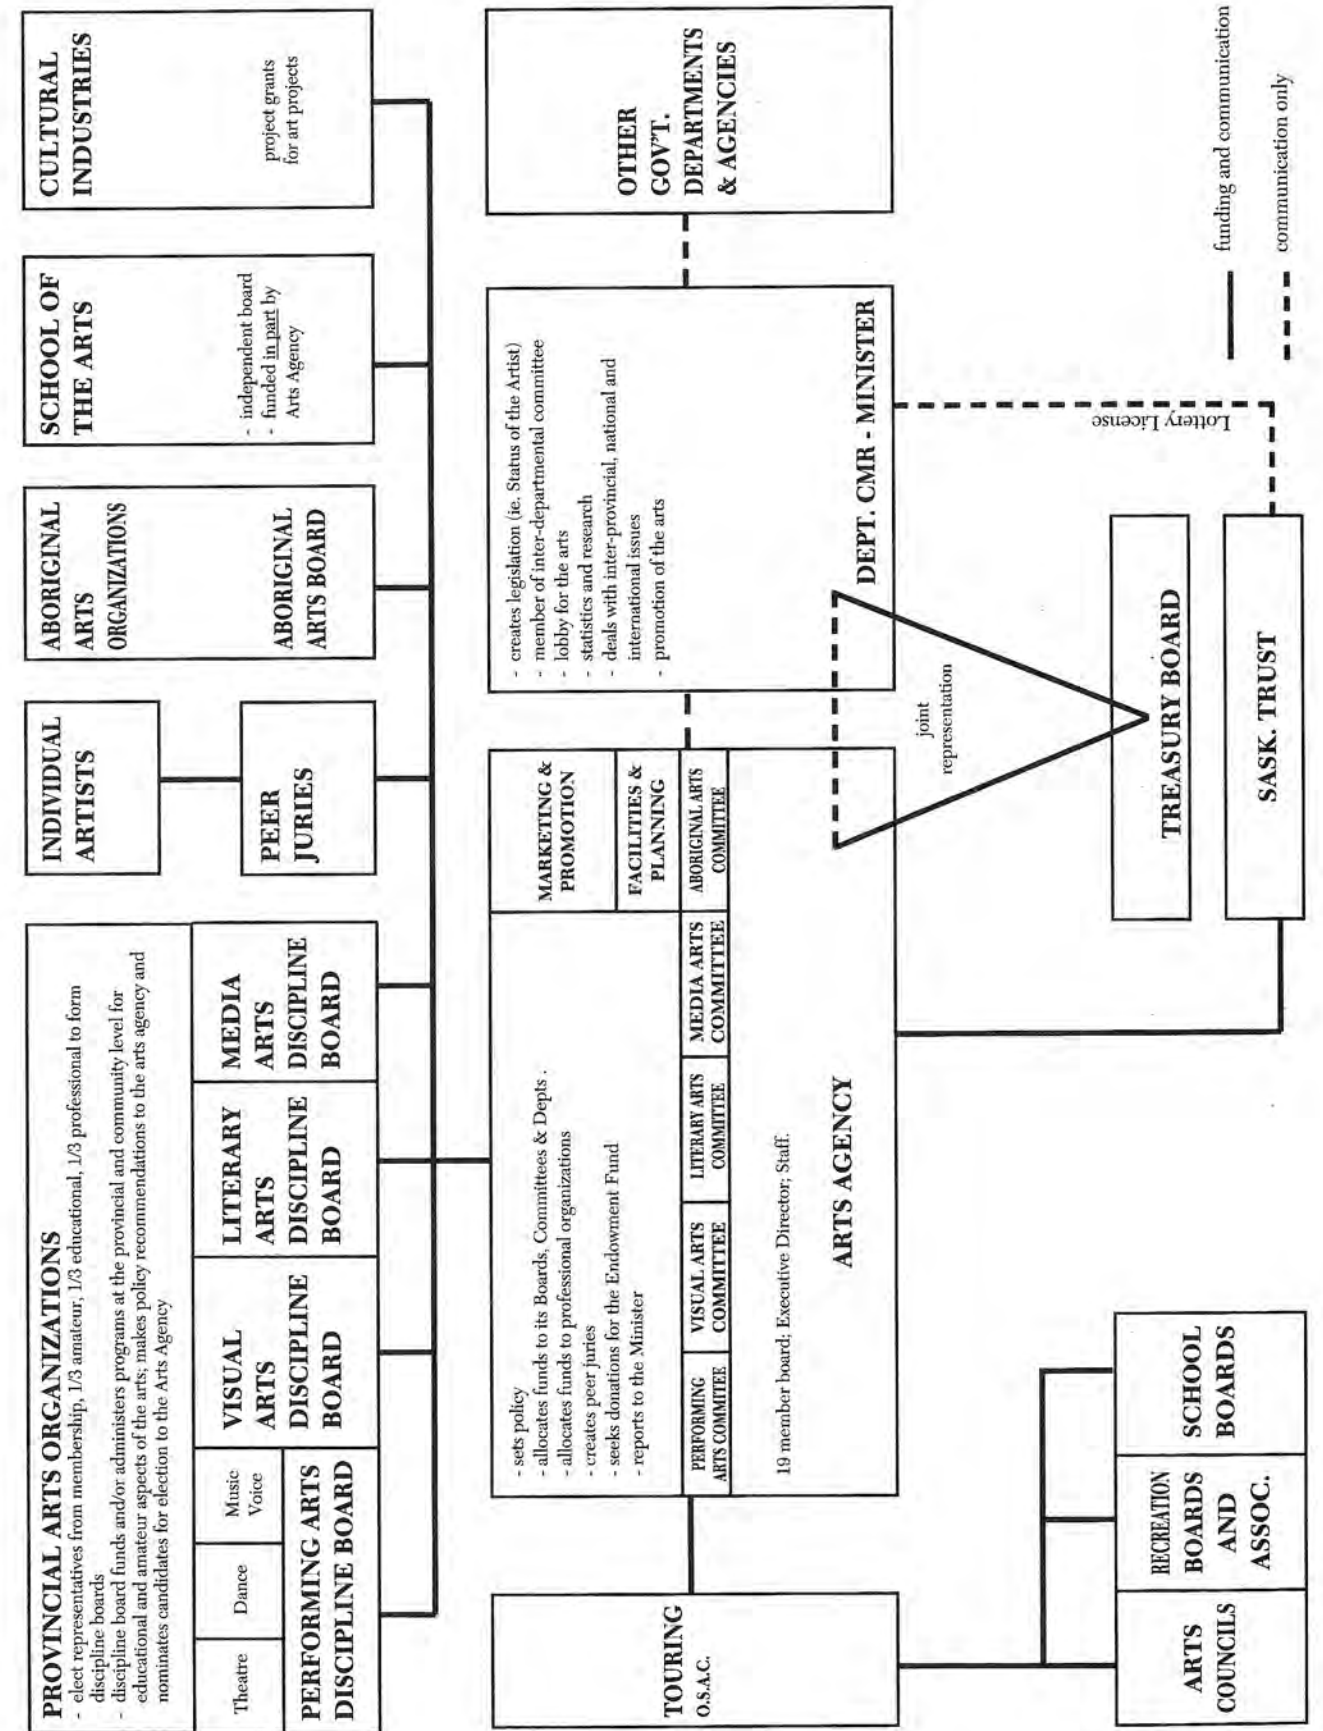 PROVINCIAL ARTS ORGANIZATIONS
- elect representatives from membership, 1/3 amateur, 1/3 educational, 1/3 professional to form
discipline boards
- discipline board funds and/or administers programs at the provincial and community level for
educational and amateur aspects of the arts; makes policy recommendations to the arts agency and
nominates candidates for election to the Arts Agency
Theatre
Dance
Music
Voice
PERFORMING ARTS
DISCIPLINE BOARD
VISUAL
ARTS
DISCIPLINE
BOARD
LITERARY
ARTS
DISCIPLINE
BOARD
MEDIA
ARTS
DISCIPLINE
BOARD
INDIVIDUAL
ARTISTS
PEER
JURIES
ABORIGINAL
ARTS
ORGANIZATIONS
ABORIGINAL
ARTS BOARD
SCHOOL OF
THE ARTS
- independent board
- funded in part by
Arts Agency
CULTURAL
INDUSTRIES
project grants
for art projects
TOURING
O.S.A.C.
- sets policy
- allocates funds to its Boards, Committees & Depts .
- allocates funds to professional organizations
- creates peer juries
- seeks donations for the Endowment Fund
- reports to the Minister
MARKETING &
PROMOTION
FACILITIES &
PLANNING
PERFORMING
ARTS COMMITEE
VISUAL ARTS
COMMITTEE
LITERARY ARTS
COMMITTEE
MEDIA ARTS
COMMITTEE
ABORIGINAL ARTS
COMMITTEE
19 member board; Executive Director; Staff.
ARTS AGENCY
- creates legislation (ie. Status of the Artist)
- member of inter-departmental committee
- lobby for the arts
- statistics and research
- deals with inter-provincial, national and
international issues
- promotion of the arts
DEPT. CMR - MINISTER
OTHER
GOV'T.
DEPARTMENTS
& AGENCIES
joint
representation
Lottery License
TREASURY BOARD
SASK. TRUST
ARTS
COUNCILS
RECREATION
BOARDS
AND
ASSOC.
SCHOOL
BOARDS
funding and communication
communication only